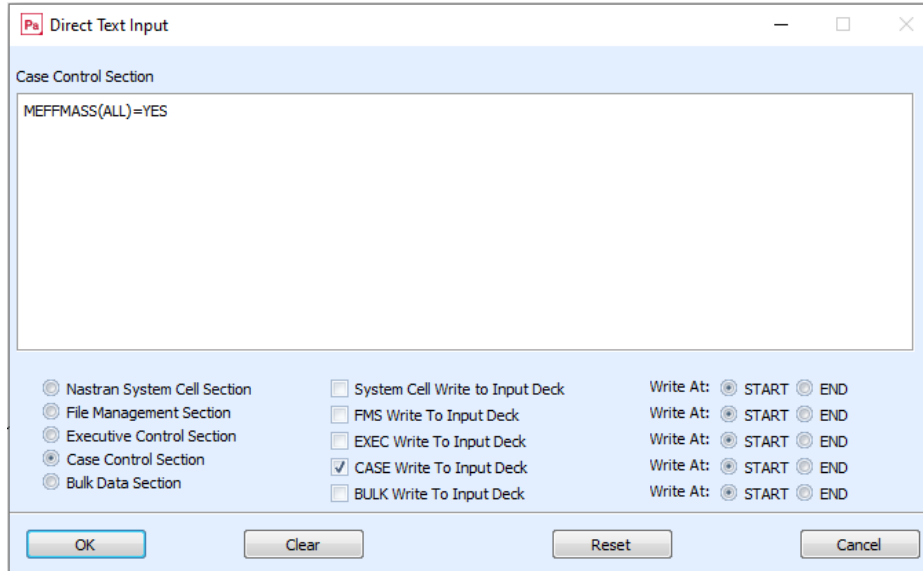 Pa Direct Text Input
Case Control Section
MEFFMASS(ALL)=YES
Nastran System Cell Section System Cell Write to Input Deck Write At: START END
File Management Section FMS Write To Input Deck Write At: START END
Executive Control Section EXEC Write To Input Deck Write At: START END
Case Control Section CASE Write To Input Deck Write At: START END
Bulk Data Section BULK Write To Input Deck Write At: START END
OK Clear Reset Cancel